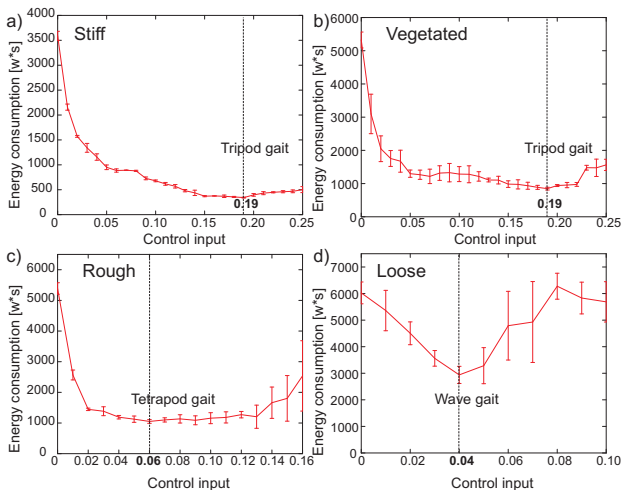 a) Stiff
Energy consumption [w*s]
4000
3500
3000
2500
2000
1500
1000
500
0
Tripod gait
0.19
0 0.05 0.10 0.15 0.20 0.25
Control input
b) Vegetated
Energy consumption [w*s]
6000
5000
4000
3000
2000
1000
0
Tripod gait
0.19
0 0.05 0.10 0.15 0.20 0.25
Control input
c) Rough
Energy consumption [w*s]
6000
5000
4000
3000
2000
1000
0
Tetrapod gait
0 0.02 0.04 0.06 0.08 0.10 0.12 0.14 0.16
Control input
d) Loose
Energy consumption [w*s]
7000
6000
5000
4000
3000
2000
1000
0
Wave gait
0 0.02 0.04 0.06 0.08 0.10
Control input